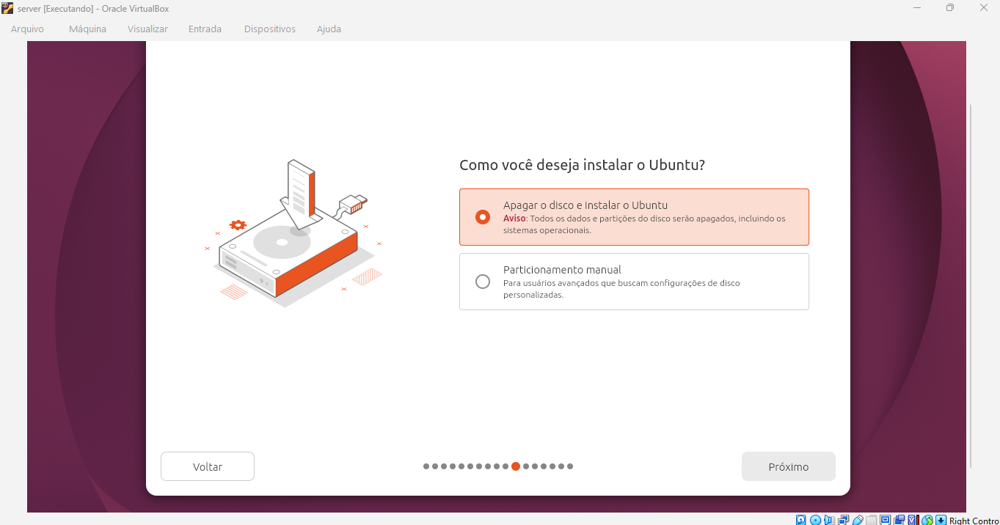 server [Executando] - Oracle VirtualBox
Arquivo Máquina Visualizar Entrada Dispositivos Ajuda
Como você deseja instalar o Ubuntu?
Apagar o disco e instalar o Ubuntu
Aviso: Todos os dados e partições do disco serão apagados, incluindo os
sistemas operacionais.
Particionamento manual
Para usuários avançados que buscam configurações de disco
personalizadas.
Voltar
Próximo
Right Contro